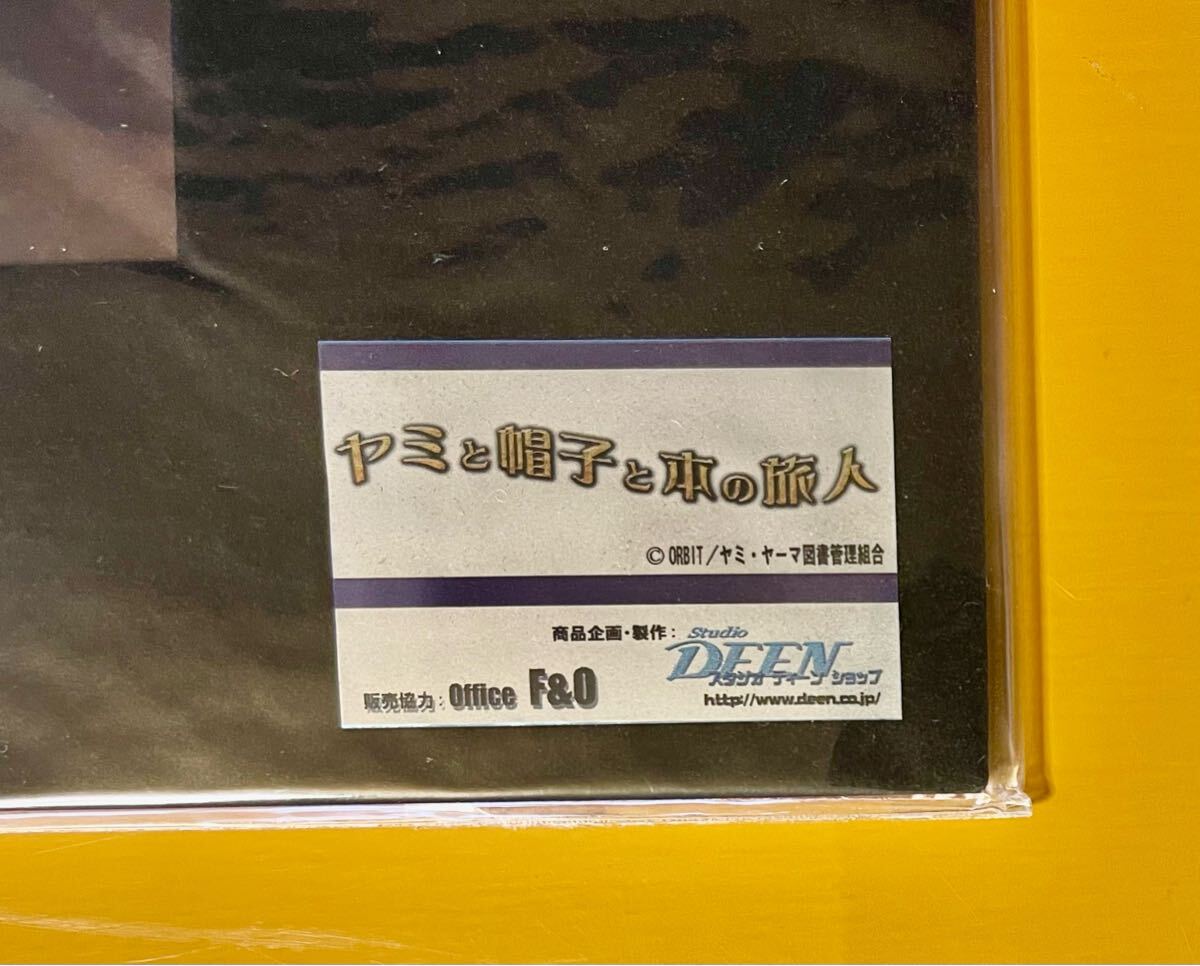 ヤミと帽子と本の旅人
© ORBIT/ヤミ・ヤーマ図書管理組合
商品企画・製作： Studio DEEN
スタジオ ディーン ショップ
販売協力： Office F&O
http://www.deen.co.jp/